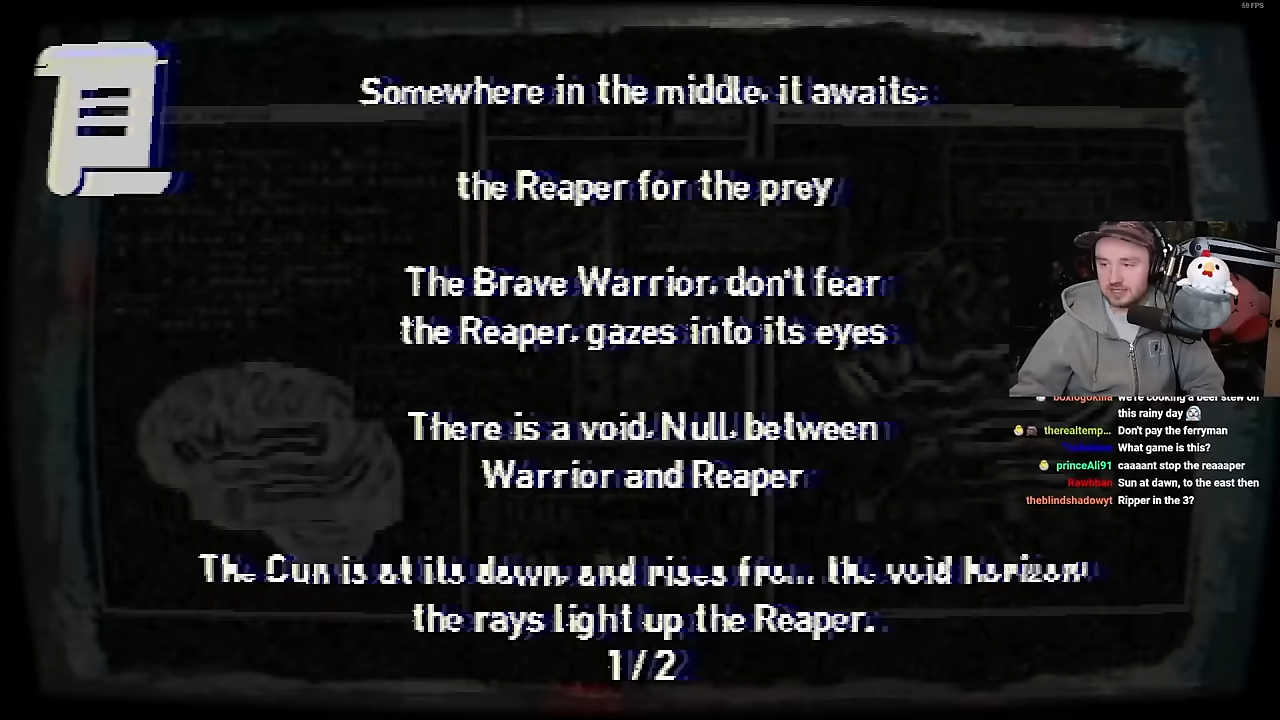 59 FPS
Somewhere in the middle, it awaits:
the Reaper for the prey
The Brave Warrior, don't fear
the Reaper, gazes into its eyes
There is a void, Null, between
Warrior and Reaper
The Sun is at its dawn, and rises from the void horizon:
the rays light up the Reaper.
1/2
we're cooking a beef stew on
this rainy day
therealtemp... Don't pay the ferryman
What game is this?
princeAli91 caaaant stop the reaaaper
Rawbban Sun at dawn, to the east then
theblindshadowyt Ripper in the 3?